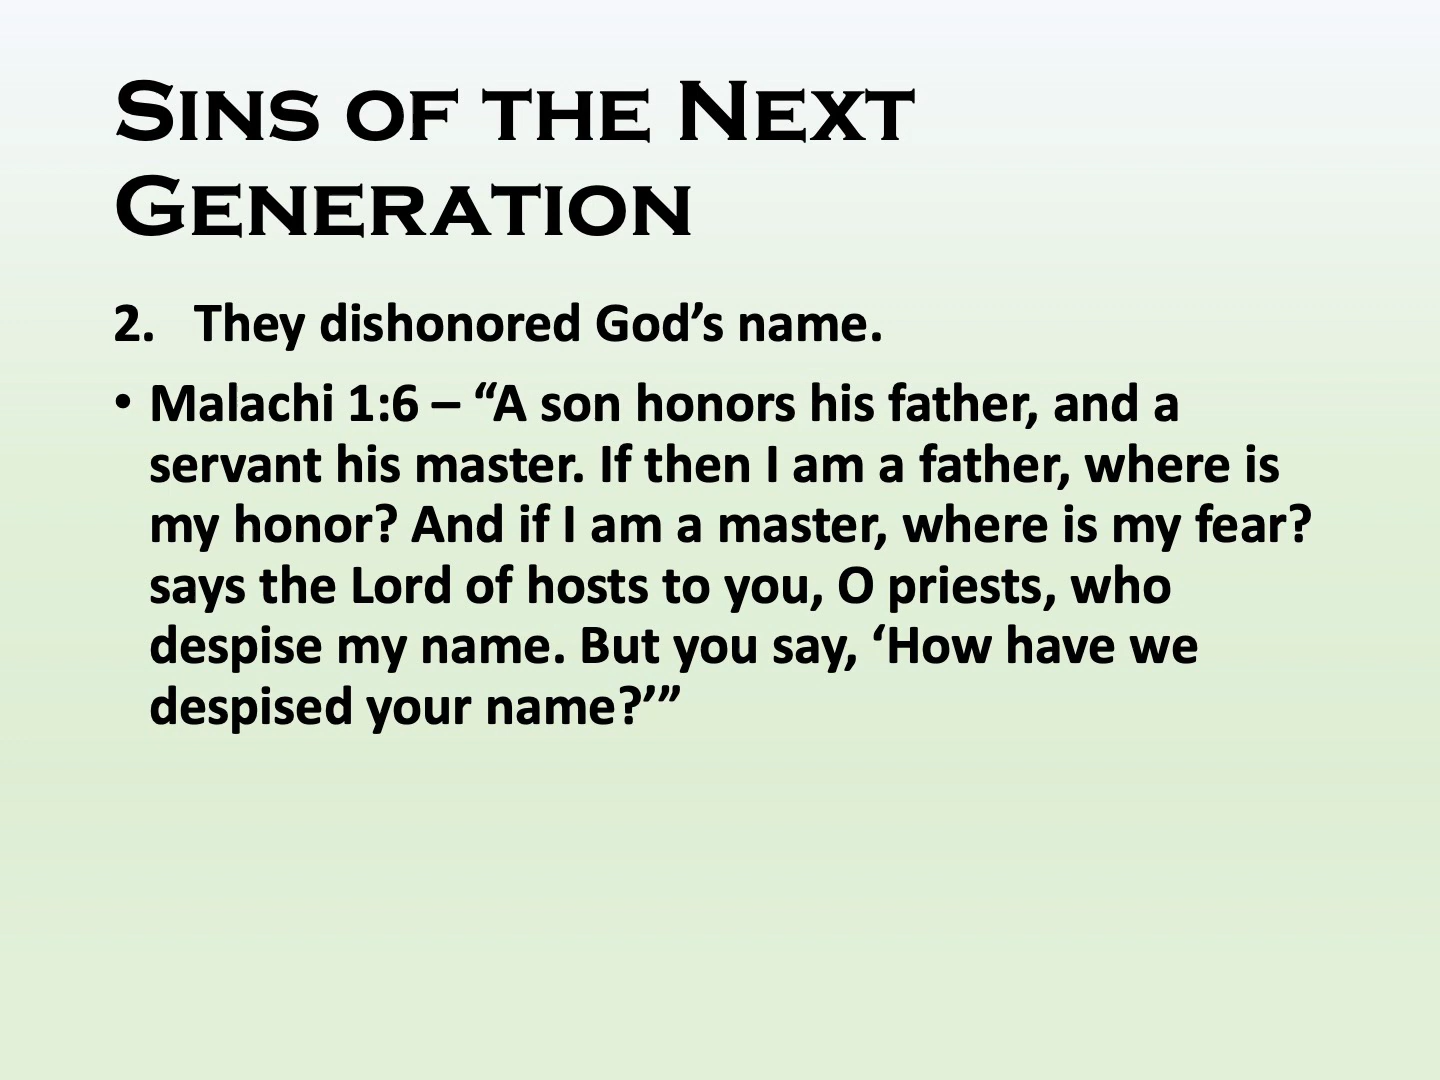 Sins of the Next
Generation
2. They dishonored God’s name.
• Malachi 1:6 – “A son honors his father, and a
servant his master. If then I am a father, where is
my honor? And if I am a master, where is my fear?
says the Lord of hosts to you, O priests, who
despise my name. But you say, ‘How have we
despised your name?’”